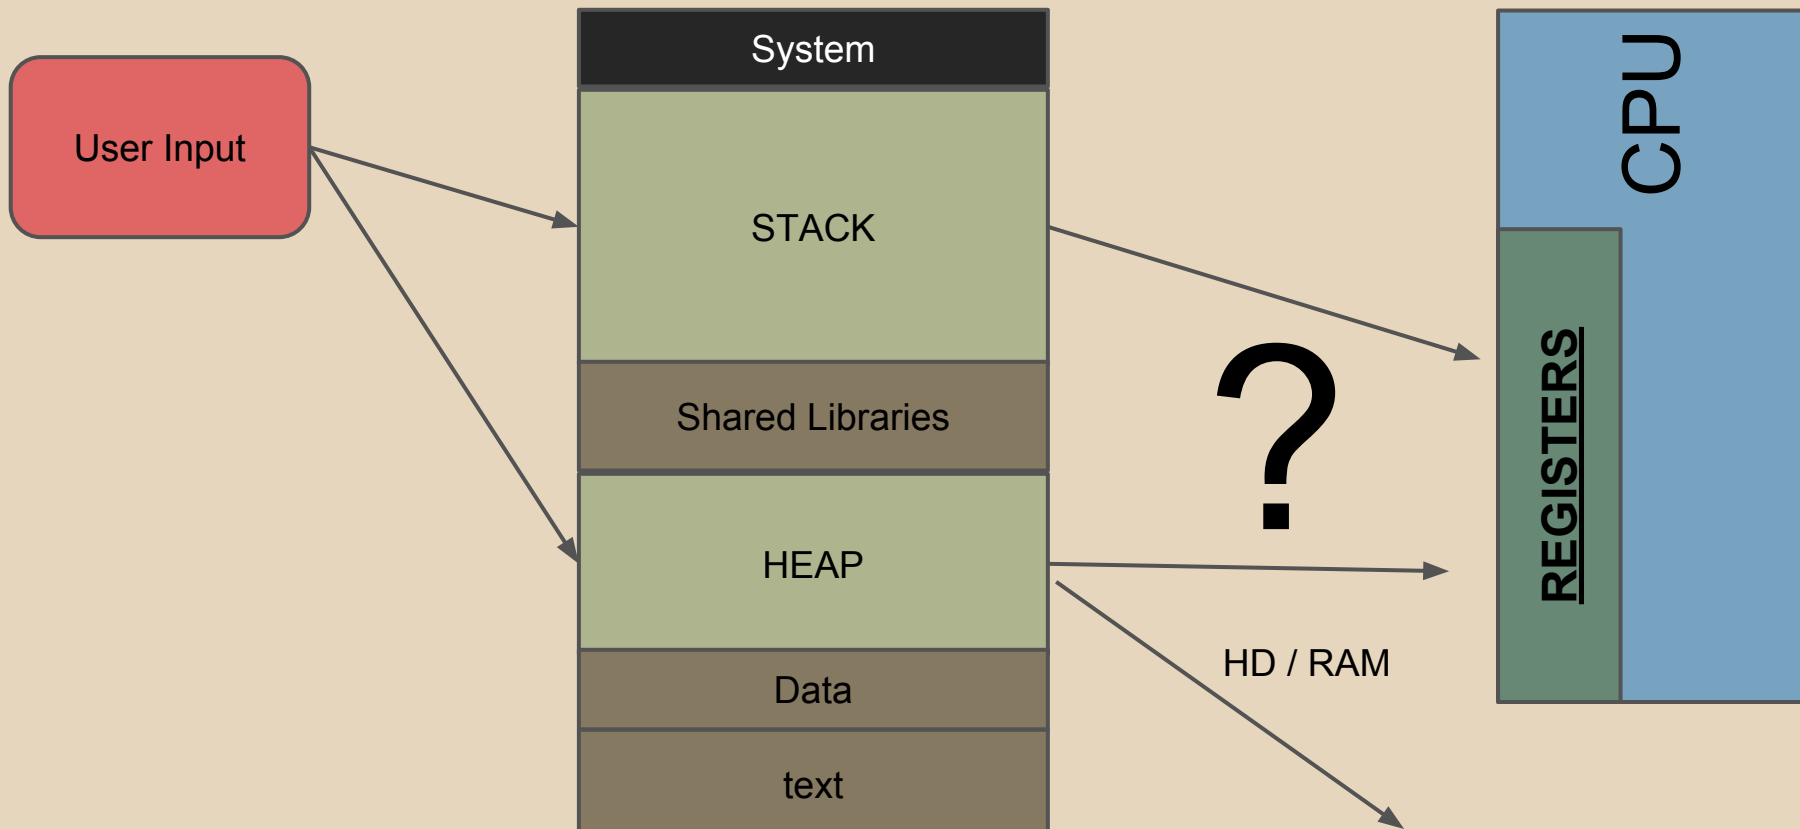 User Input
System
STACK
Shared Libraries
HEAP
Data
text
?
HD / RAM
CPU
REGISTERS